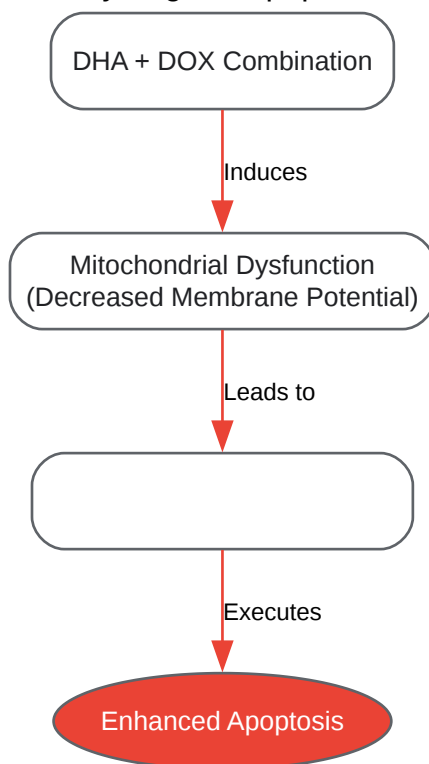 DHA + DOX Combination
Induces
Mitochondrial Dysfunction
(Decreased Membrane Potential)
Leads to
Executes
Enhanced Apoptosis